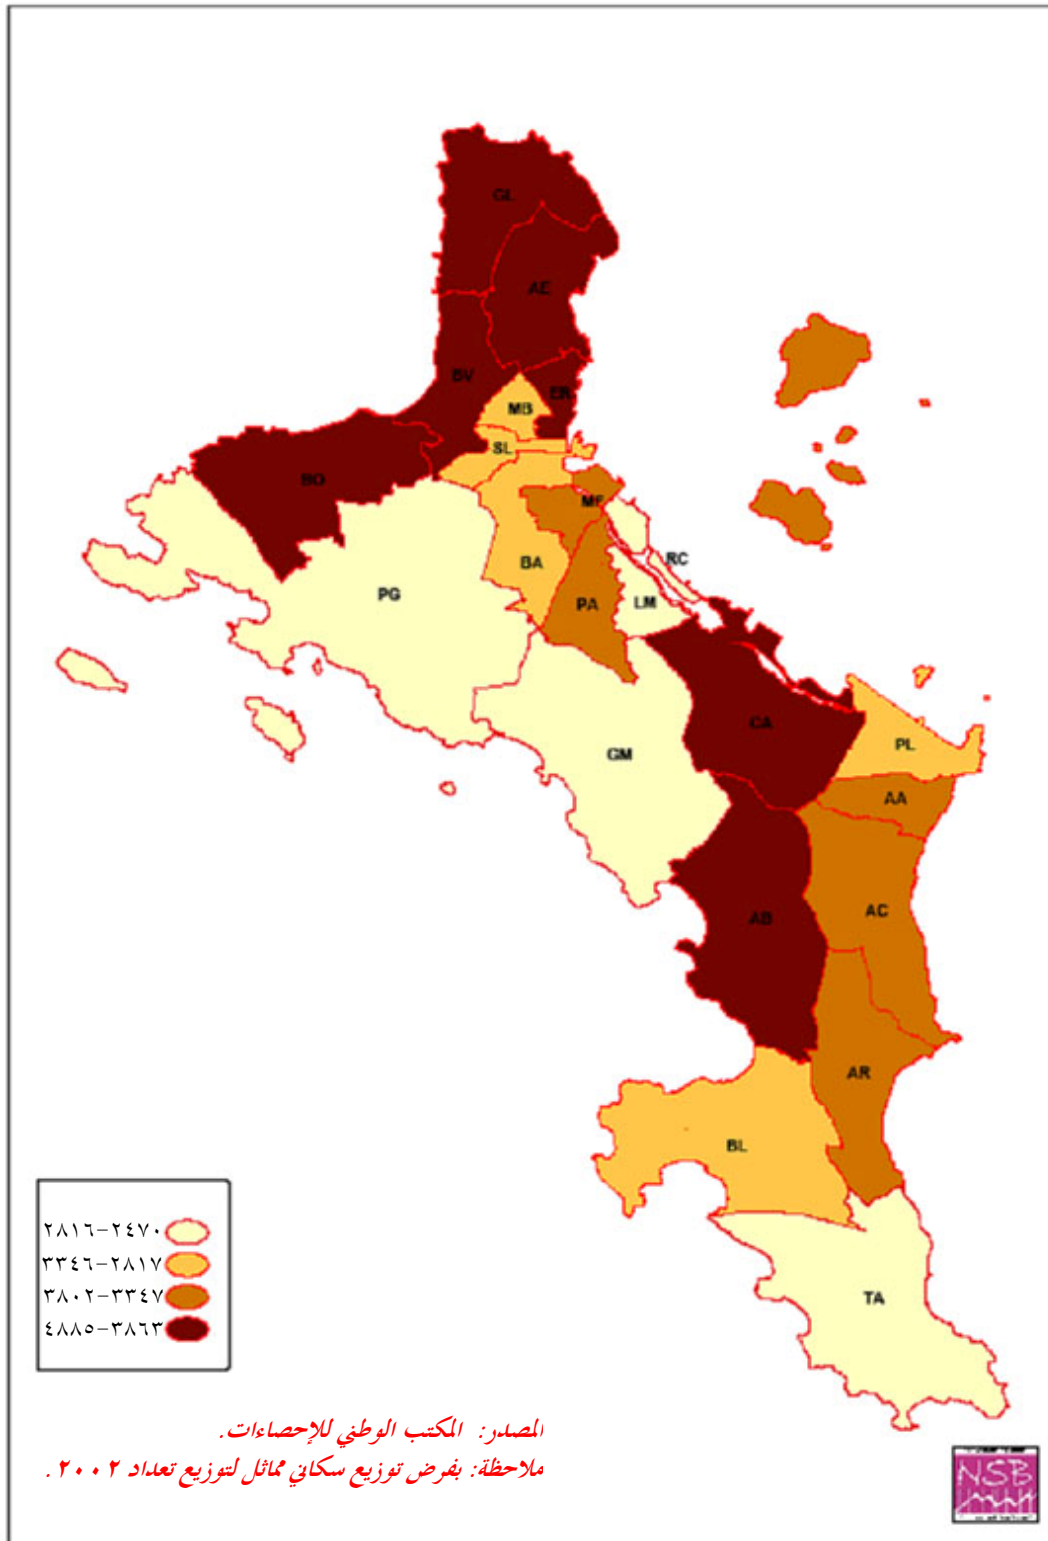 GL
AE
BV
ER
MB
SL
BO
MF
BA
RC
PG
PA
LM
CA
PL
GM
AA
AC
AB
AR
BL
TA
٢٨١٦-٢٤٧٠
٣٣٤٦-٢٨١٧
٣٨٠٢-٣٣٤٧
٤٨٨٥-٣٨٦٣
المصدر: المكتب الوطني للإحصاءات.
ملاحظة: بفرض توزيع سكاني مماثل لتوزيع تعداد ٢٠٠٢.
NSB